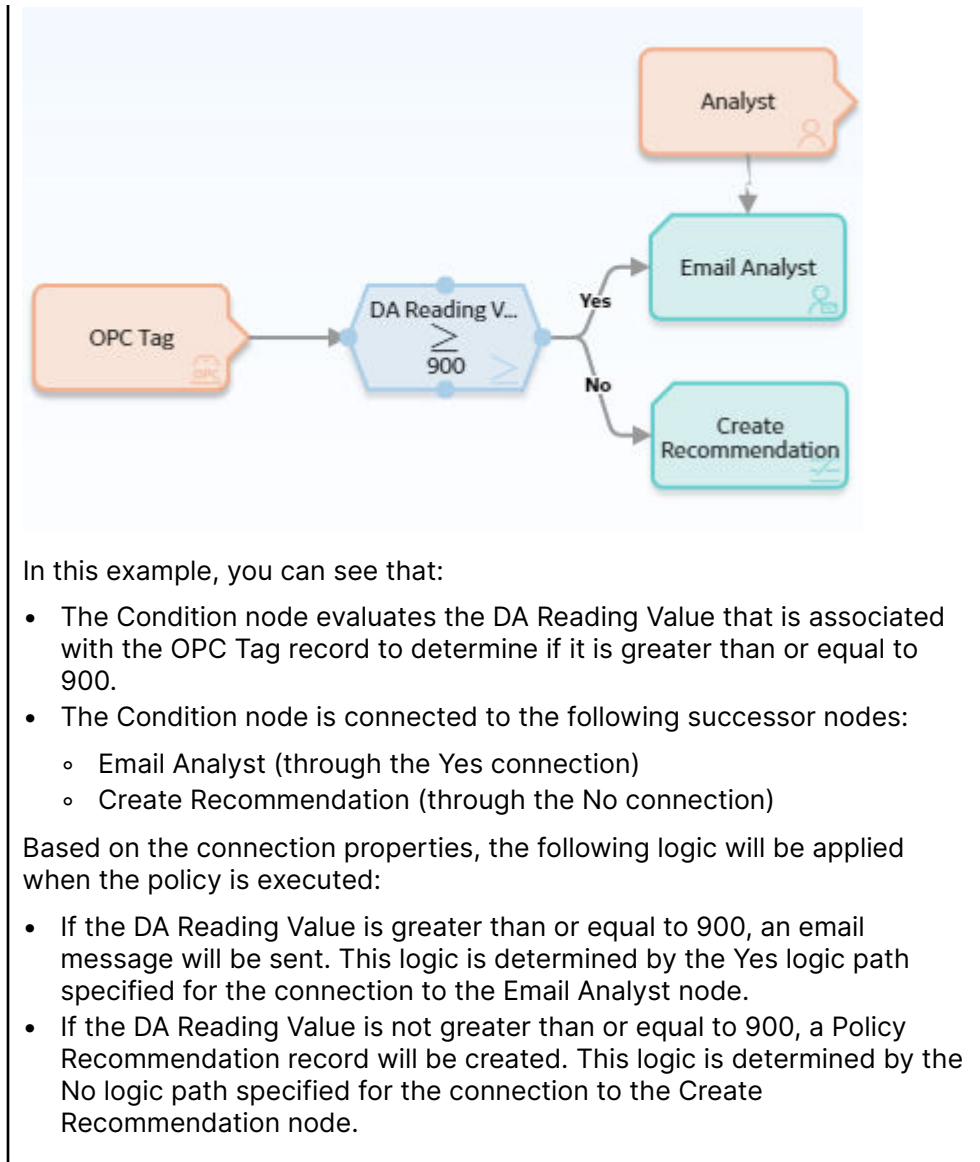 Analyst
Email Analyst
Yes
DA Reading V...
≥
900
OPC Tag
OPC
No
Create
Recommendation
In this example, you can see that:
• The Condition node evaluates the DA Reading Value that is associated
with the OPC Tag record to determine if it is greater than or equal to
900.
• The Condition node is connected to the following successor nodes:
◦ Email Analyst (through the Yes connection)
◦ Create Recommendation (through the No connection)
Based on the connection properties, the following logic will be applied
when the policy is executed:
• If the DA Reading Value is greater than or equal to 900, an email
message will be sent. This logic is determined by the Yes logic path
specified for the connection to the Email Analyst node.
• If the DA Reading Value is not greater than or equal to 900, a Policy
Recommendation record will be created. This logic is determined by the
No logic path specified for the connection to the Create
Recommendation node.